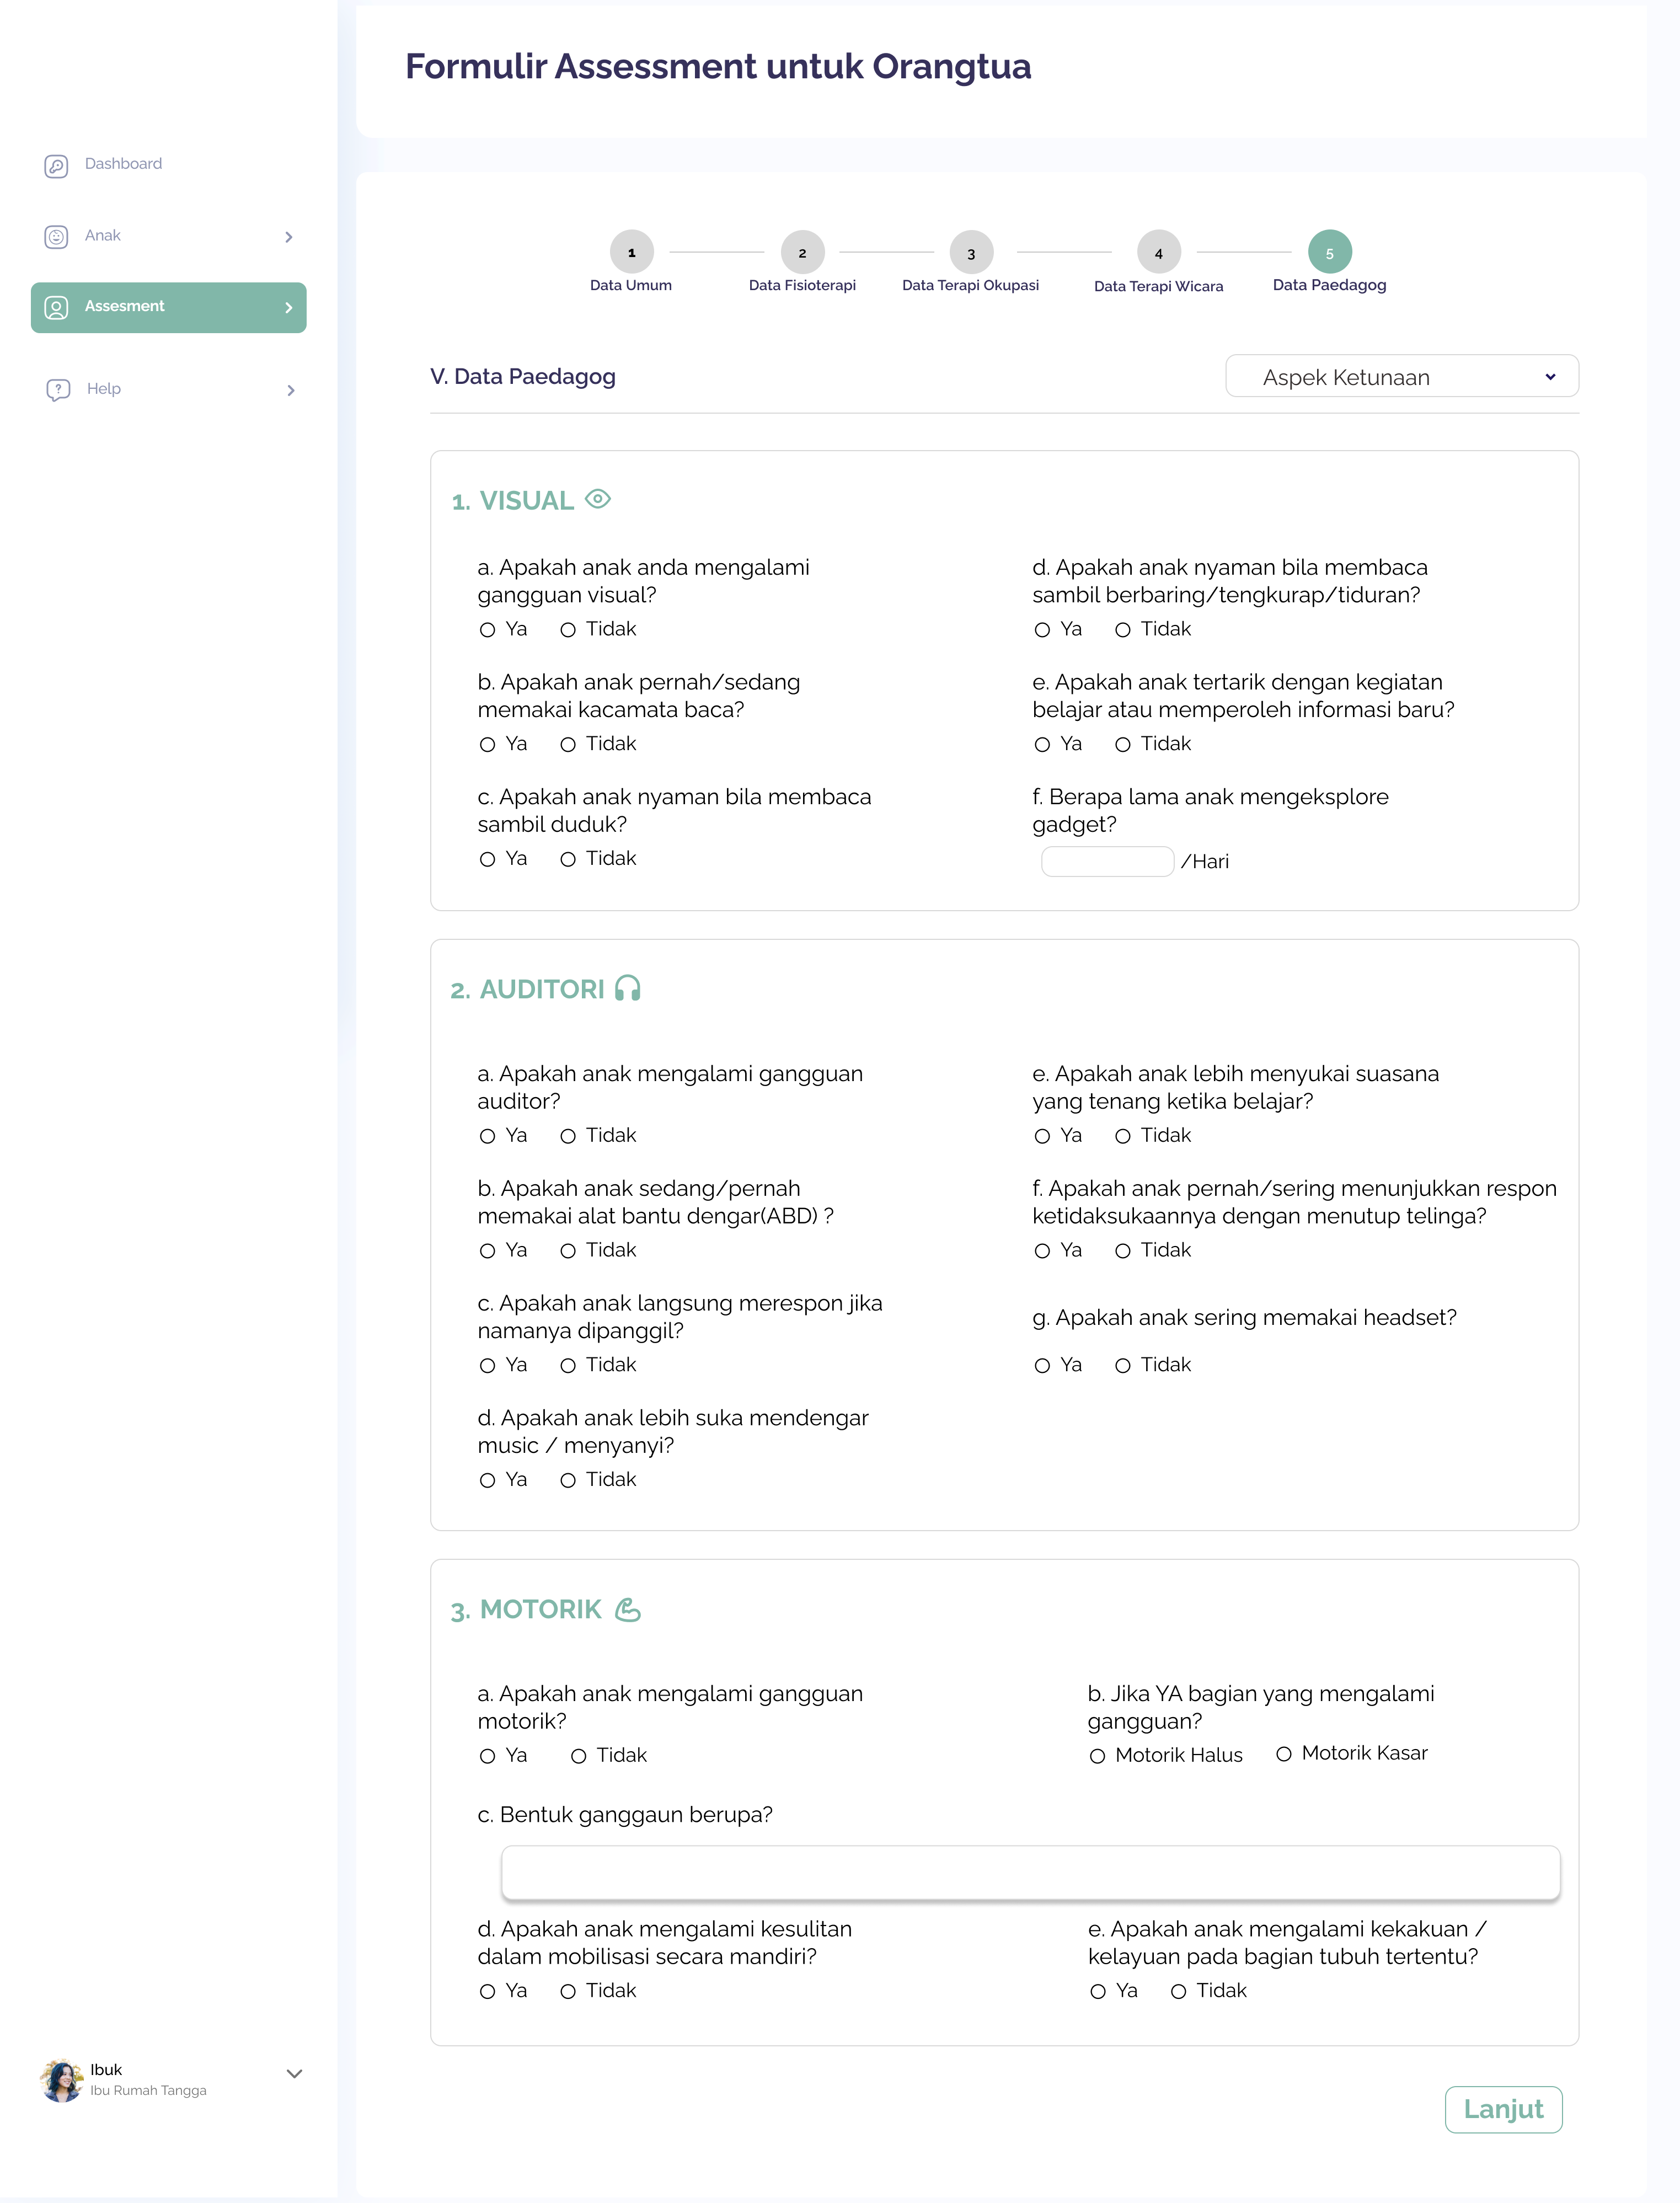 Formulir Assessment untuk Orangtua
Dashboard
Anak
Assesment
Help
1
2
3
4
5
Data Umum
Data Fisioterapi
Data Terapi Okupasi
Data Terapi Wicara
Data Paedagog
V. Data Paedagog
Aspek Ketunaan
1. VISUAL
a. Apakah anak anda mengalami
gangguan visual?
Ya Tidak
b. Apakah anak pernah/sedang
memakai kacamata baca?
Ya Tidak
c. Apakah anak nyaman bila membaca
sambil duduk?
Ya Tidak
d. Apakah anak nyaman bila membaca
sambil berbaring/tengkurap/tiduran?
Ya Tidak
e. Apakah anak tertarik dengan kegiatan
belajar atau memperoleh informasi baru?
Ya Tidak
f. Berapa lama anak mengeksplore
gadget?
/Hari
2. AUDITORI
a. Apakah anak mengalami gangguan
auditor?
Ya Tidak
b. Apakah anak sedang/pernah
memakai alat bantu dengar(ABD) ?
Ya Tidak
c. Apakah anak langsung merespon jika
namanya dipanggil?
Ya Tidak
d. Apakah anak lebih suka mendengar
music / menyanyi?
Ya Tidak
e. Apakah anak lebih menyukai suasana
yang tenang ketika belajar?
Ya Tidak
f. Apakah anak pernah/sering menunjukkan respon
ketidaksukaannya dengan menutup telinga?
Ya Tidak
g. Apakah anak sering memakai headset?
Ya Tidak
3. MOTORIK
a. Apakah anak mengalami gangguan
motorik?
Ya Tidak
b. Jika YA bagian yang mengalami
gangguan?
Motorik Halus Motorik Kasar
c. Bentuk ganggaun berupa?
d. Apakah anak mengalami kesulitan
dalam mobilisasi secara mandiri?
Ya Tidak
e. Apakah anak mengalami kekakuan /
kelayuan pada bagian tubuh tertentu?
Ya Tidak
Ibuk
Ibu Rumah Tangga
Lanjut